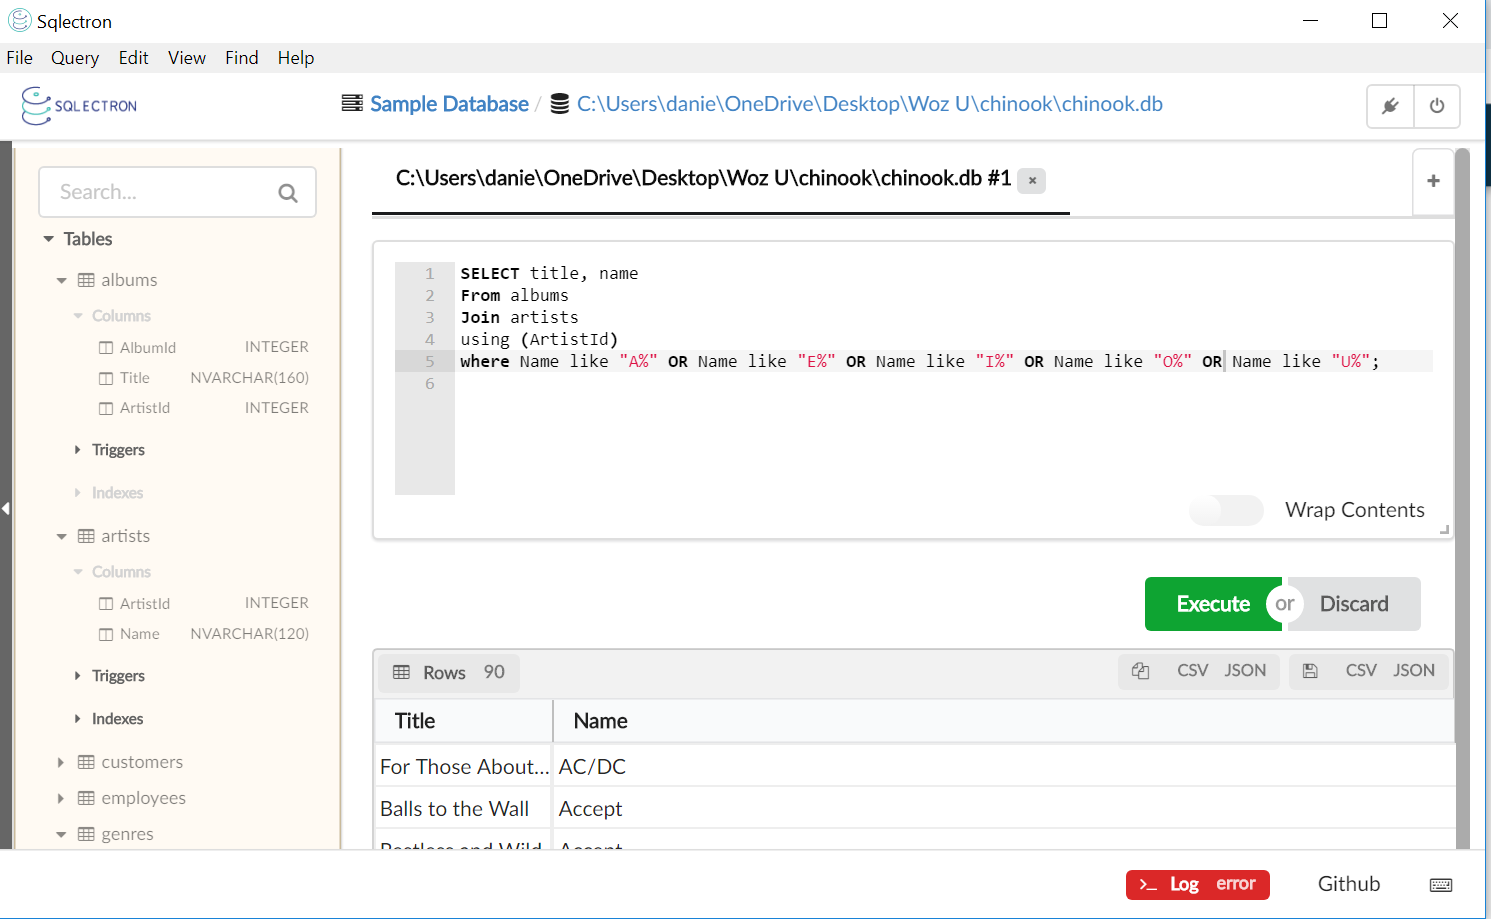 Sqlectron
File Query Edit View Find Help
SQLECTRON
Sample Database / C:\Users\danie\OneDrive\Desktop\Woz U\chinook\chinook.db
C:\Users\danie\OneDrive\Desktop\Woz U\chinook\chinook.db #1 ×
+
Search...
Tables
albums
Columns
AlbumId INTEGER
Title NVARCHAR(160)
ArtistId INTEGER
Triggers
Indexes
artists
Columns
ArtistId INTEGER
Name NVARCHAR(120)
Triggers
Indexes
customers
employees
genres
1 SELECT title, name
2 From albums
3 Join artists
4 using (ArtistId)
5 where Name like "A%" OR Name like "E%" OR Name like "I%" OR Name like "O%" OR Name like "U%";
6
Wrap Contents
Execute or Discard
Rows 90 CSV JSON CSV JSON
Title Name
For Those About... AC/DC
Balls to the Wall Accept
Restless and Wild Accept
>_ Log error Github